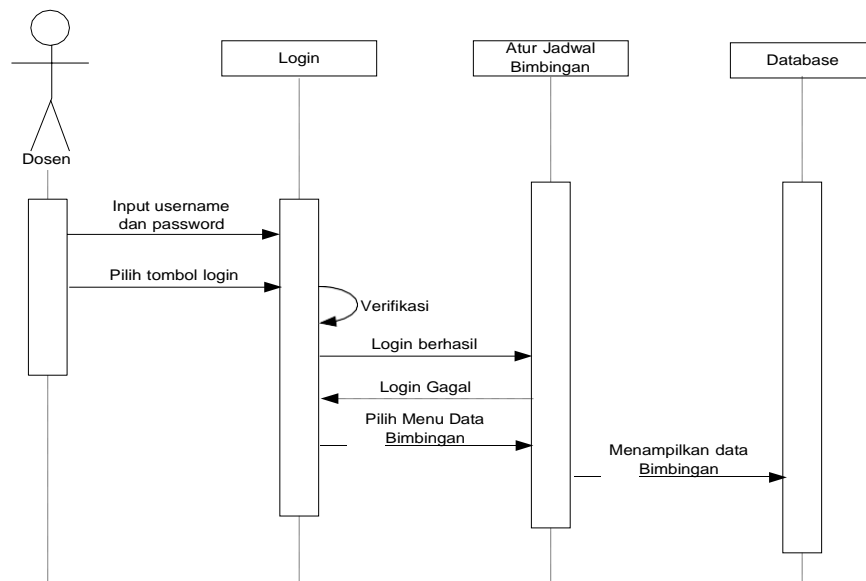 Login
Atur Jadwal
Bimbingan
Database
Dosen
Input username
dan password
Pilih tombol login
Verifikasi
Login berhasil
Login Gagal
Pilih Menu Data
Bimbingan
Menampilkan data
Bimbingan